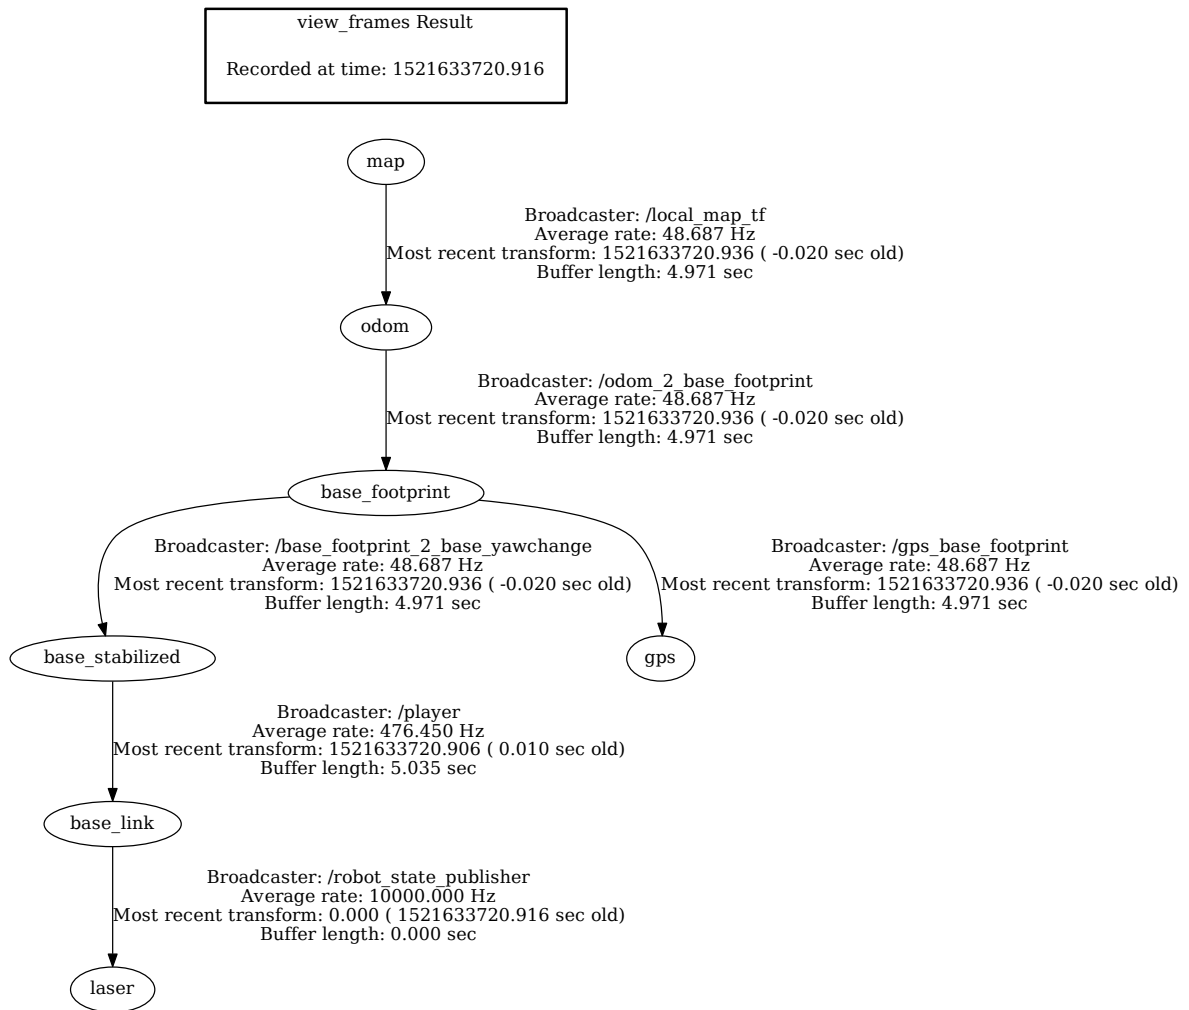 view_frames Result
Recorded at time: 1521633720.916
map
Broadcaster: /local_map_tf
Average rate: 48.687 Hz
Most recent transform: 1521633720.936 ( -0.020 sec old)
Buffer length: 4.971 sec
odom
Broadcaster: /odom_2_base_footprint
Average rate: 48.687 Hz
Most recent transform: 1521633720.936 ( -0.020 sec old)
Buffer length: 4.971 sec
base_footprint
Broadcaster: /base_footprint_2_base_yawchange
Average rate: 48.687 Hz
Most recent transform: 1521633720.936 ( -0.020 sec old)
Buffer length: 4.971 sec
Broadcaster: /gps_base_footprint
Average rate: 48.687 Hz
Most recent transform: 1521633720.936 ( -0.020 sec old)
Buffer length: 4.971 sec
base_stabilized
gps
Broadcaster: /player
Average rate: 476.450 Hz
Most recent transform: 1521633720.906 ( 0.010 sec old)
Buffer length: 5.035 sec
base_link
Broadcaster: /robot_state_publisher
Average rate: 10000.000 Hz
Most recent transform: 0.000 ( 1521633720.916 sec old)
Buffer length: 0.000 sec
laser